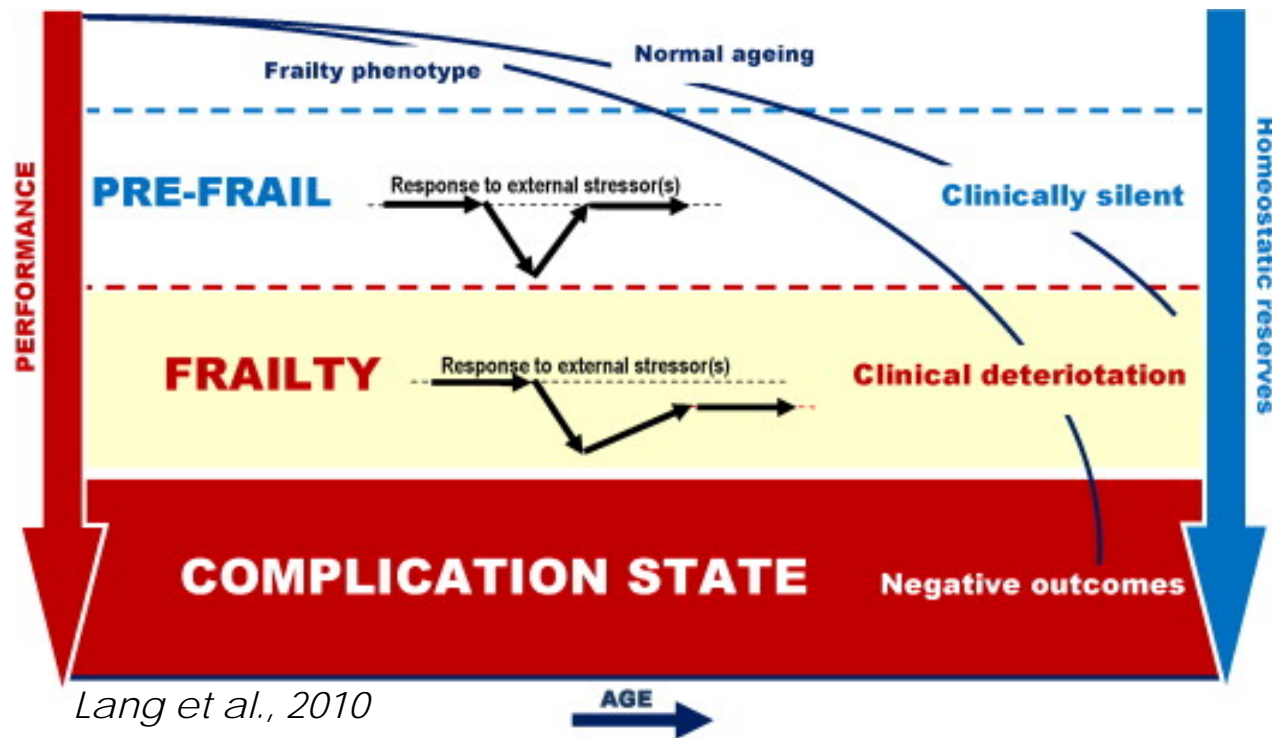 Normal ageing
Frailty phenotype
PERFORMANCE
Homeostatic reserves
PRE-FRAIL
Response to external stressor(s)
Clinically silent
FRAILTY
Response to external stressor(s)
Clinical deteriotation
COMPLICATION STATE
Negative outcomes
Lang et al., 2010
AGE